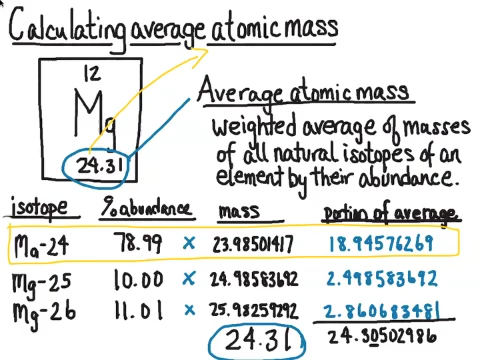 Calculating average atomic mass
12
Mg
24.31
Average atomic mass
weighted average of masses
of all natural isotopes of an
element by their abundance.
isotope % abundance mass portion of average
Ma-24 78.99 × 23.98501417 18.94576269
Mg-25 10.00 × 24.98583692 2.498583692
Mg-26 11.01 × 25.98259292 2.860683481
24.31 24.30502986